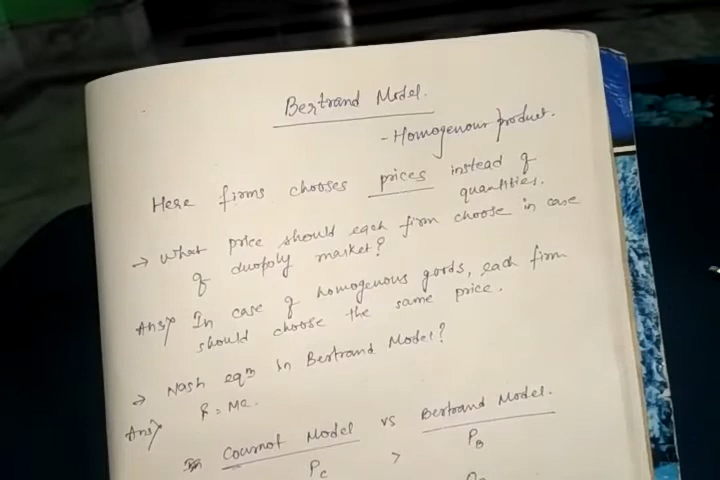 Bertrand Model.
- Homogenous product.
Here firms chooses prices instead of quantities.
→ What price should each firm choose in case
of duopoly market?
Ans) In case of homogenous goods, each firm
should choose the same price.
→ Nash eqm in Bertrand Model?
Ans) P = MC.
Cournot Model vs Bertrand Model.
Pc > PB